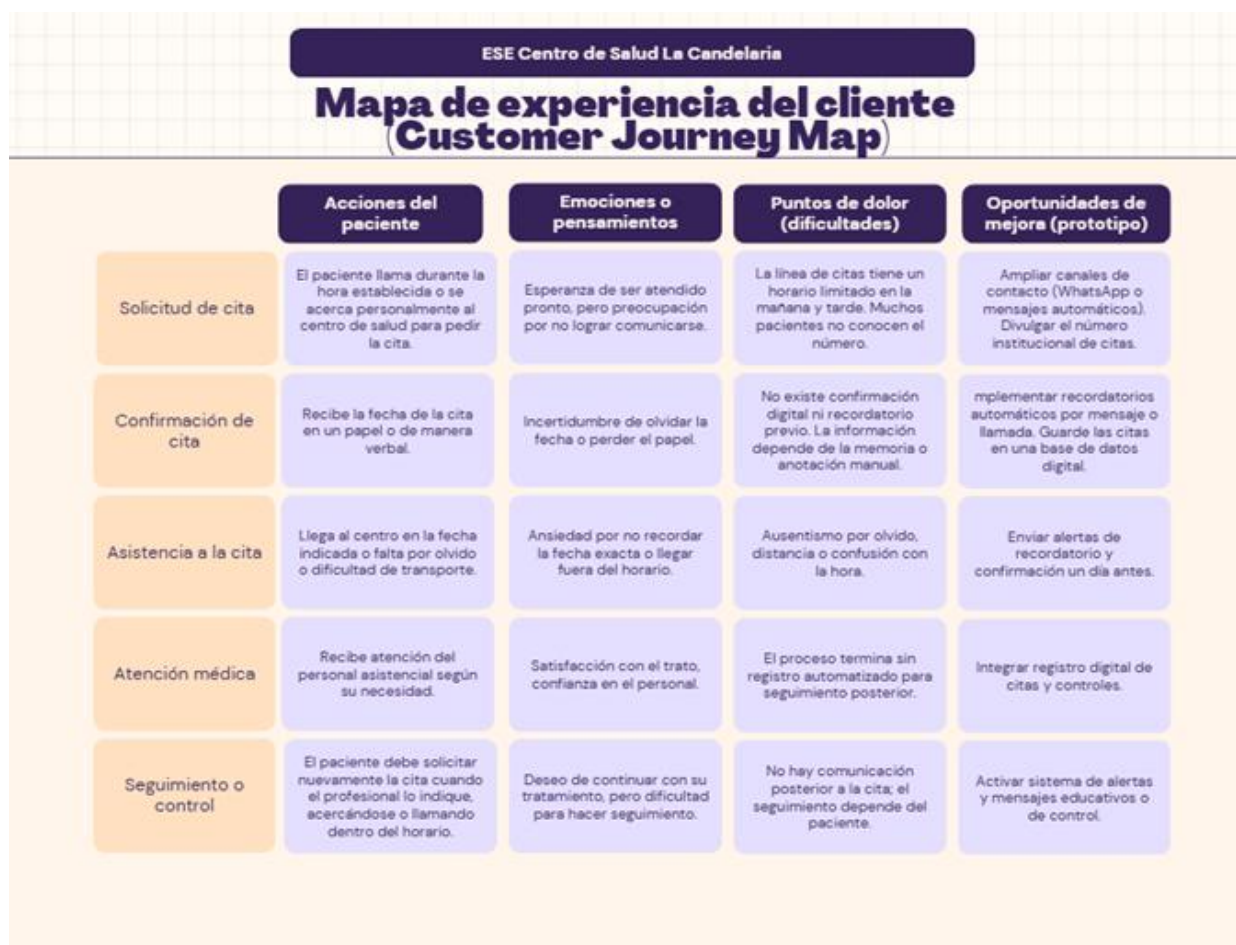 ESE Centro de Salud La Candelaria
Mapa de experiencia del cliente
(Customer Journey Map)
Acciones del
paciente
Emociones o
pensamientos
Puntos de dolor
(dificultades)
Oportunidades de
mejora (prototipo)
Solicitud de cita
El paciente llama durante la
hora establecida o se
acerca personalmente al
centro de salud para pedir
la cita.
Esperanza de ser atendido
pronto, pero preocupación
por no lograr comunicarse.
La línea de citas tiene un
horario limitado en la
mañana y tarde. Muchos
pacientes no conocen el
número.
Ampliar canales de
contacto (WhatsApp o
mensajes automáticos).
Divulgar el número
institucional de citas.
Confirmación de
cita
Recibe la fecha de la cita
en un papel o de manera
verbal.
Incertidumbre de olvidar la
fecha o perder el papel.
No existe confirmación
digital ni recordatorio
previo. La información
depende de la memoria o
anotación manual.
mplementar recordatorios
automáticos por mensaje o
llamada. Guarde las citas
en una base de datos
digital.
Asistencia a la cita
Llega al centro en la fecha
indicada o falta por olvido
o dificultad de transporte.
Ansiedad por no recordar
la fecha exacta o llegar
fuera del horario.
Ausentismo por olvido,
distancia o confusión con
la hora.
Enviar alertas de
recordatorio y
confirmación un día antes.
Atención médica
Recibe atención del
personal asistencial según
su necesidad.
Satisfacción con el trato,
confianza en el personal.
El proceso termina sin
registro automatizado para
seguimiento posterior.
Integrar registro digital de
citas y controles.
Seguimiento o
control
El paciente debe solicitar
nuevamente la cita cuando
el profesional lo indique,
acercándose o llamando
dentro del horario.
Deseo de continuar con su
tratamiento, pero dificultad
para hacer seguimiento.
No hay comunicación
posterior a la cita; el
seguimiento depende del
paciente.
Activar sistema de alertas
y mensajes educativos o
de control.